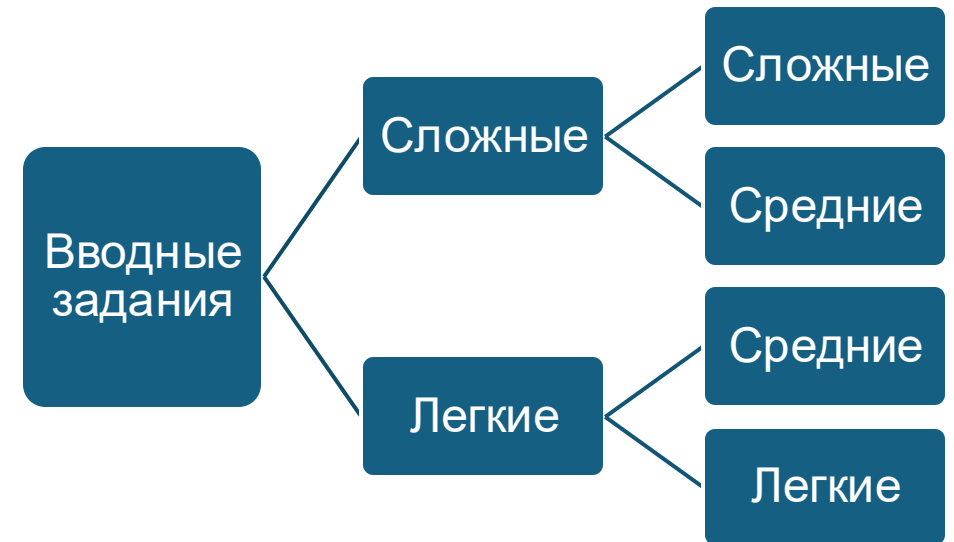 Вводные
задания
Сложные
Легкие
Сложные
Средние
Средние
Легкие